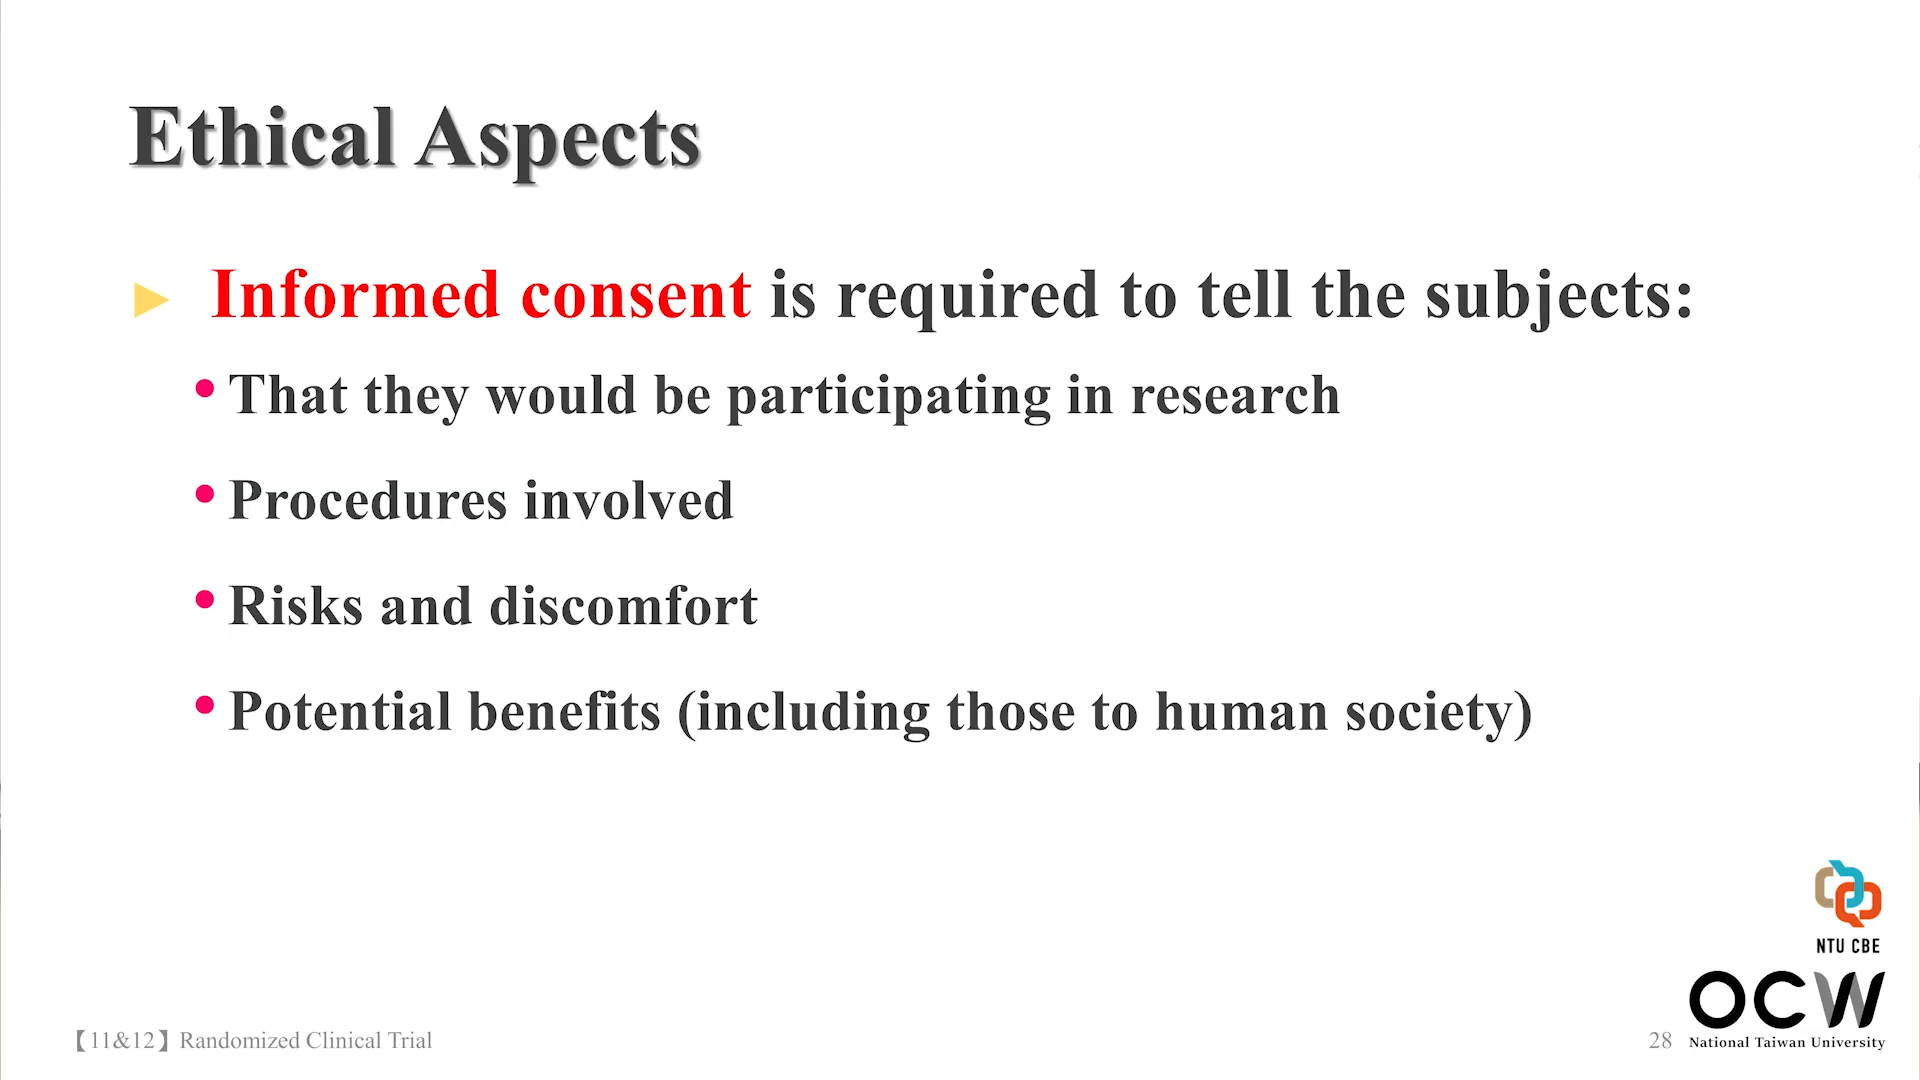 Ethical Aspects
► Informed consent is required to tell the subjects:
• That they would be participating in research
• Procedures involved
• Risks and discomfort
• Potential benefits (including those to human society)
NTU CBE
OCW
National Taiwan University
【11&12】Randomized Clinical Trial
28